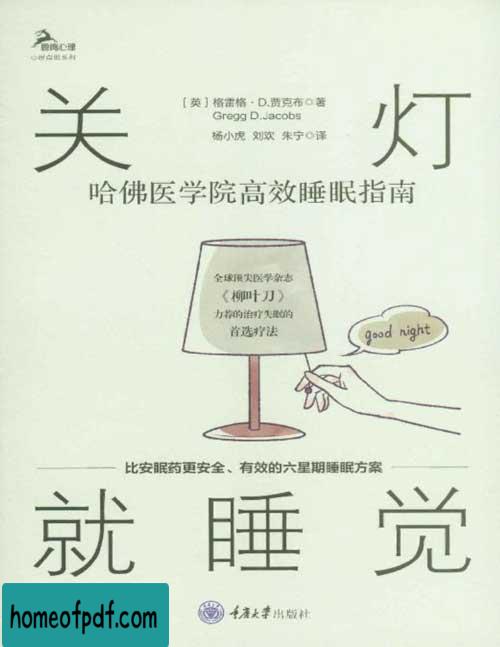 鹿鸣心理
心理自助系列
[英] 格雷格·D.贾克布 著
Gregg D.Jacobs
杨小虎 刘欢 朱宁 译
关 灯
哈佛医学院高效睡眠指南
全球顶尖医学杂志
《柳叶刀》
力荐的治疗失眠的
首选疗法
good night
比安眠药更安全、有效的六星期睡眠方案
就 睡 觉
homeofpdf.com
重庆大学出版社